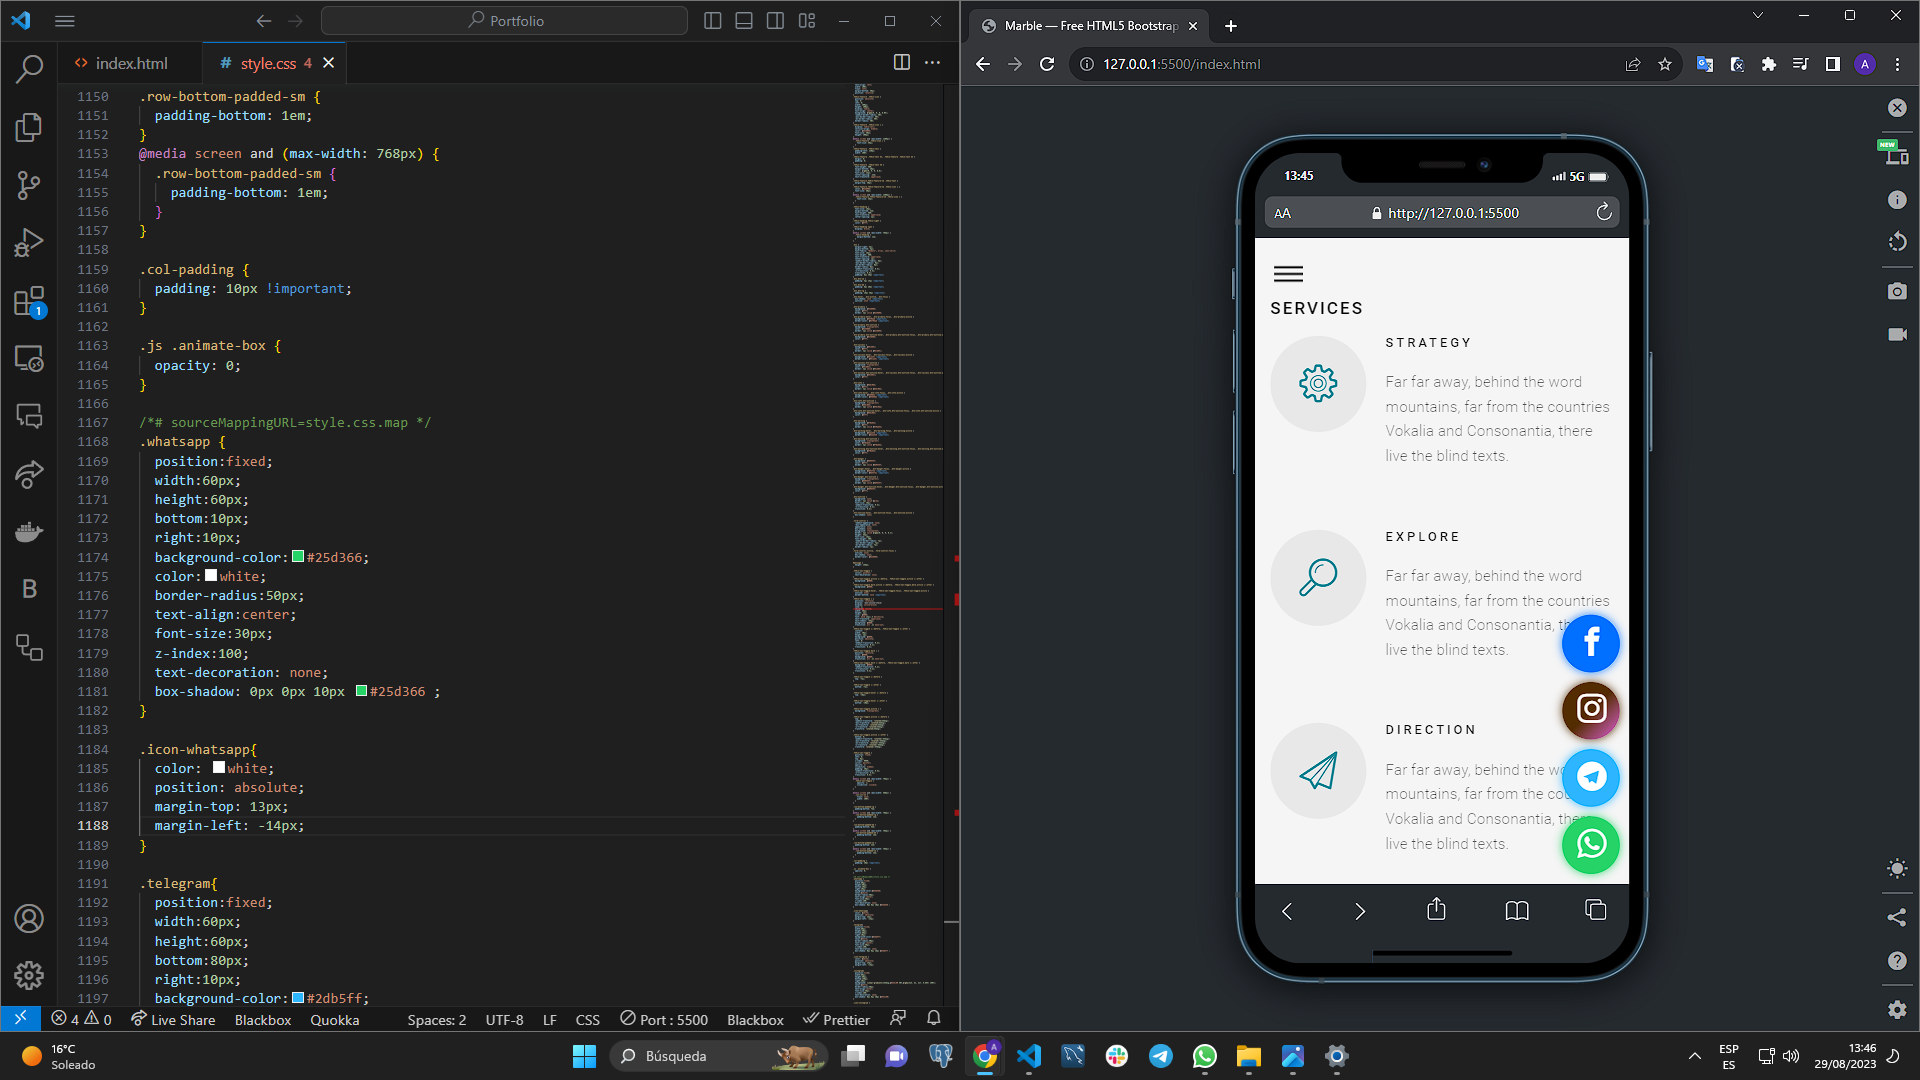 Portfolio
index.html
# style.css 4
1150 .row-bottom-padded-sm {
1151 padding-bottom: 1em;
1152 }
1153 @media screen and (max-width: 768px) {
1154 .row-bottom-padded-sm {
1155 padding-bottom: 1em;
1156 }
1157 }
1158
1159 .col-padding {
1160 padding: 10px !important;
1161 }
1162
1163 .js .animate-box {
1164 opacity: 0;
1165 }
1166
1167 /*# sourceMappingURL=style.css.map */
1168 .whatsapp {
1169 position:fixed;
1170 width:60px;
1171 height:60px;
1172 bottom:10px;
1173 right:10px;
1174 background-color:#25d366;
1175 color:white;
1176 border-radius:50px;
1177 text-align:center;
1178 font-size:30px;
1179 z-index:100;
1180 text-decoration: none;
1181 box-shadow: 0px 0px 10px #25d366 ;
1182 }
1183
1184 .icon-whatsapp{
1185 color: white;
1186 position: absolute;
1187 margin-top: 13px;
1188 margin-left: -14px;
1189 }
1190
1191 .telegram{
1192 position:fixed;
1193 width:60px;
1194 height:60px;
1195 bottom:80px;
1196 right:10px;
1197 background-color:#2db5ff;
1
B
4 0 Live Share Blackbox Quokka Spaces: 2 UTF-8 LF CSS Port : 5500 Blackbox Prettier
Marble — Free HTML5 Bootstrap
127.0.0.1:5500/index.html
A
NEW
13:45
5G
AA
http://127.0.0.1:5500
SERVICES
STRATEGY
Far far away, behind the word
mountains, far from the countries
Vokalia and Consonantia, there
live the blind texts.
EXPLORE
Far far away, behind the word
mountains, far from the countries
Vokalia and Consonantia,
live the blind texts.
DIRECTION
Far far away, behind the
mountains, far from the
Vokalia and Consonantia, there
live the blind texts.
16°C
Soleado
Búsqueda
ESP
ES
13:46
29/08/2023